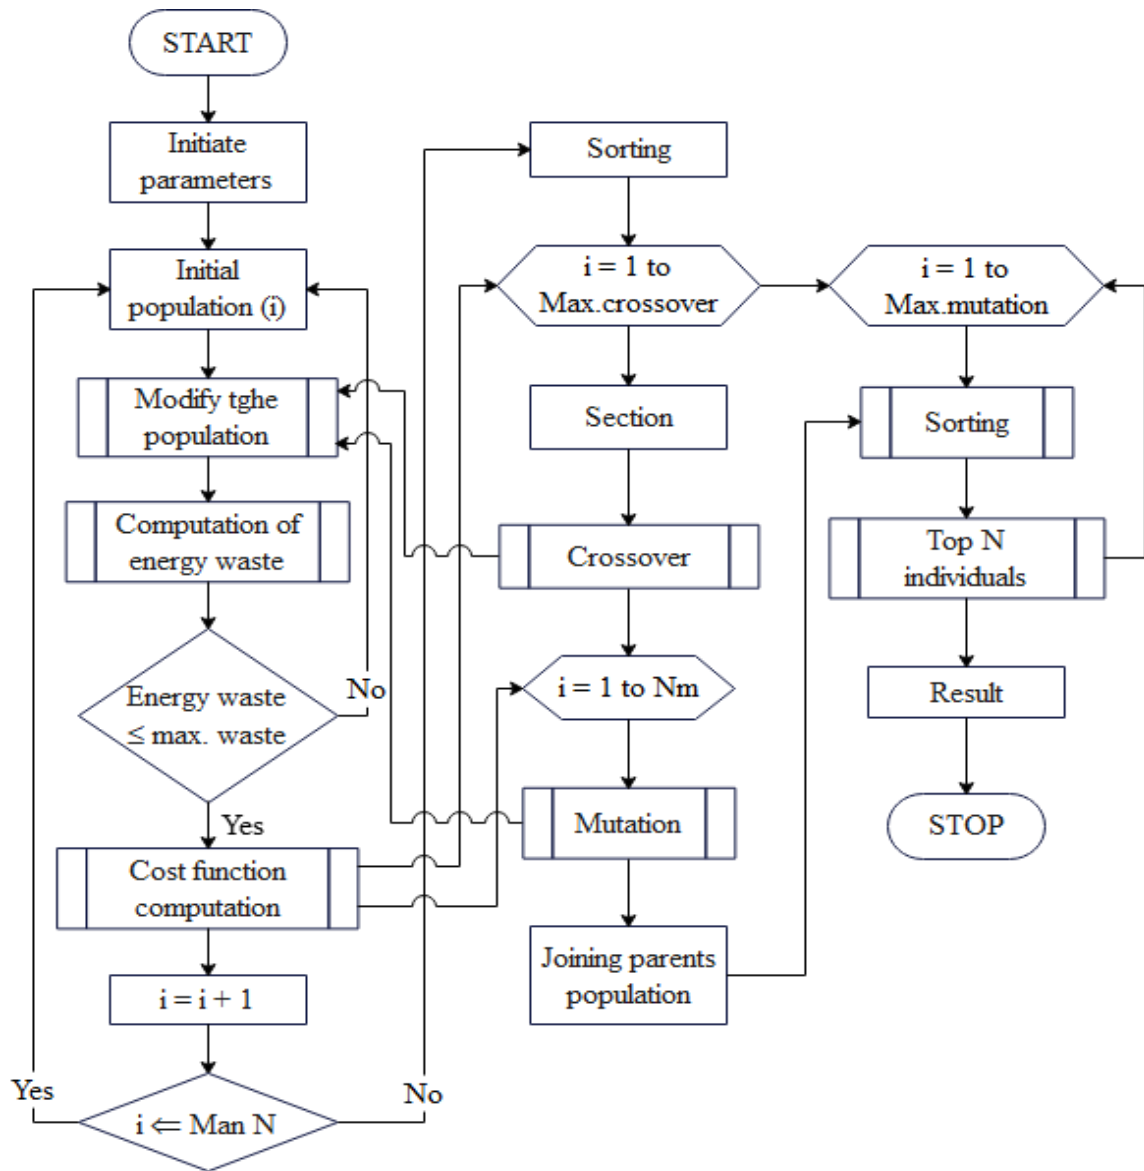 START
Initiate
parameters
Initial
population (i)
Modify tghe
population
Computation of
energy waste
Energy waste
≤ max. waste
No
Yes
Cost function
computation
i = i + 1
i ⇐ Man N
Yes
No
Sorting
i = 1 to
Max.crossover
Section
Crossover
i = 1 to Nm
Mutation
Joining parents
population
i = 1 to
Max.mutation
Sorting
Top N
individuals
Result
STOP